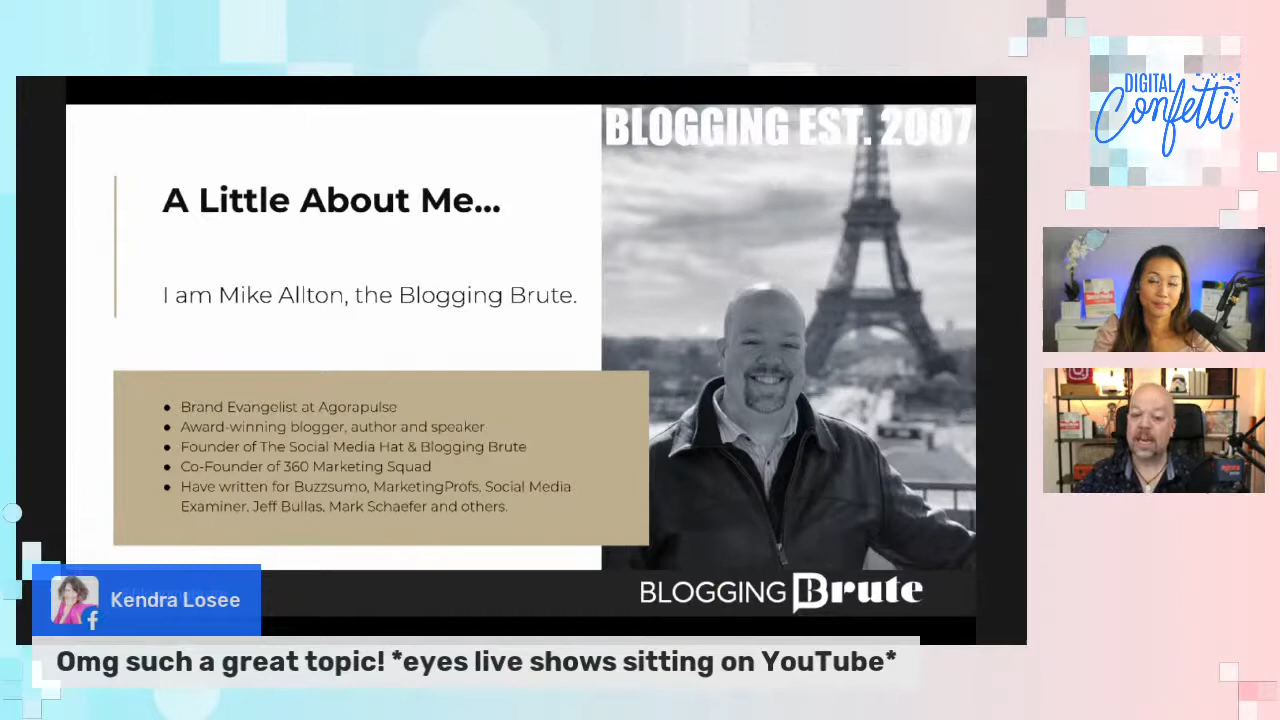 BLOGGING EST. 2007
DIGITAL
Confetti
A Little About Me...
I am Mike Allton, the Blogging Brute.
● Brand Evangelist at Agorapulse
● Award-winning blogger, author and speaker
● Founder of The Social Media Hat & Blogging Brute
● Co-Founder of 360 Marketing Squad
● Have written for Buzzsumo, MarketingProfs, Social Media
Examiner, Jeff Bullas, Mark Schaefer and others.
BLOGGING Brute
Kendra Losee
Omg such a great topic! *eyes live shows sitting on YouTube*